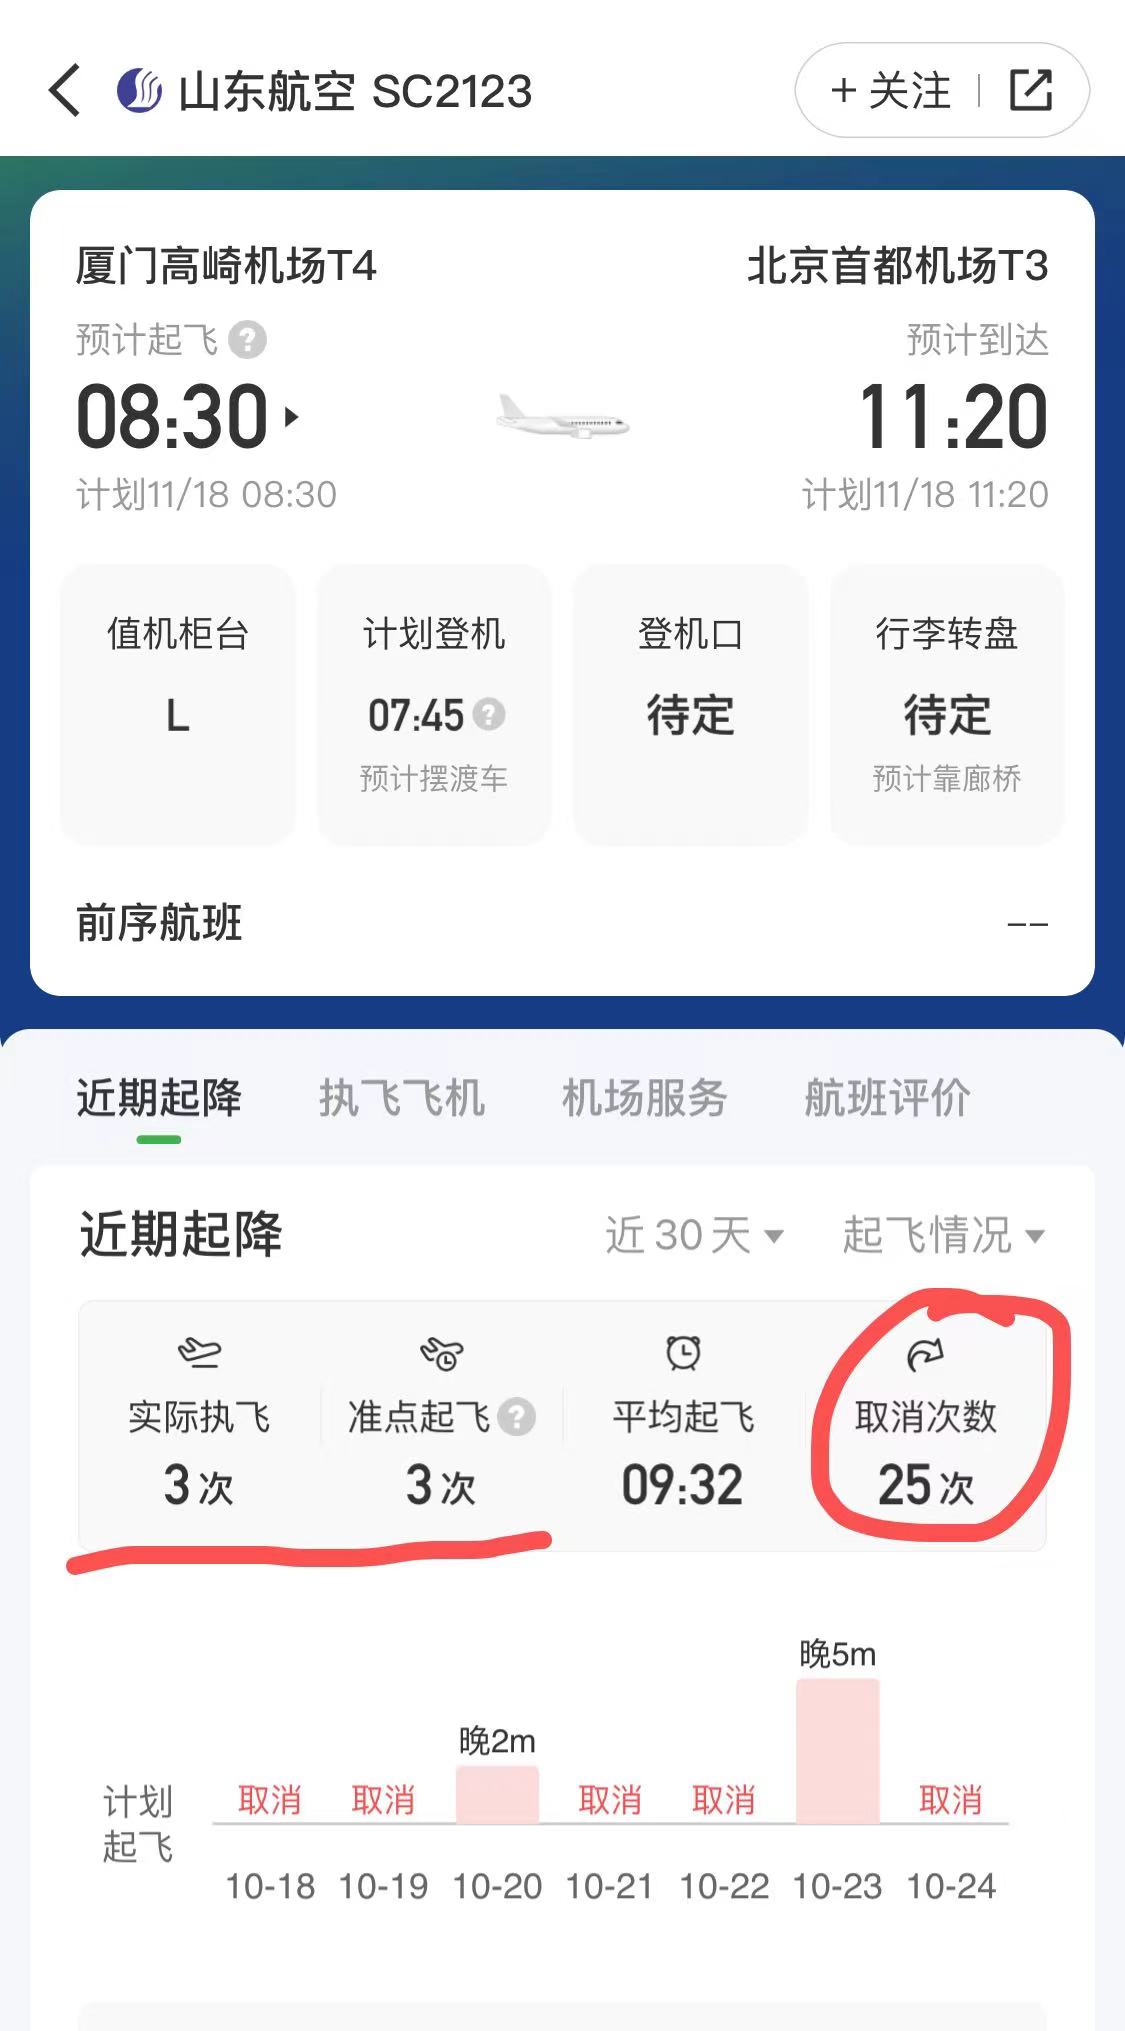 山东航空 SC2123
+ 关注
厦门高崎机场T4
北京首都机场T3
预计起飞 ?
预计到达
08:30
11:20
计划11/18 08:30
计划11/18 11:20
值机柜台
计划登机
登机口
行李转盘
L
07:45 ?
待定
待定
预计摆渡车
预计靠廊桥
前序航班
--
近期起降
执飞飞机
机场服务
航班评价
近期起降
近 30 天
起飞情况
实际执飞
准点起飞 ?
平均起飞
取消次数
3 次
3 次
09:32
25 次
晚5m
晚2m
计划
起飞
取消
取消
取消
取消
取消
10-18
10-19
10-20
10-21
10-22
10-23
10-24